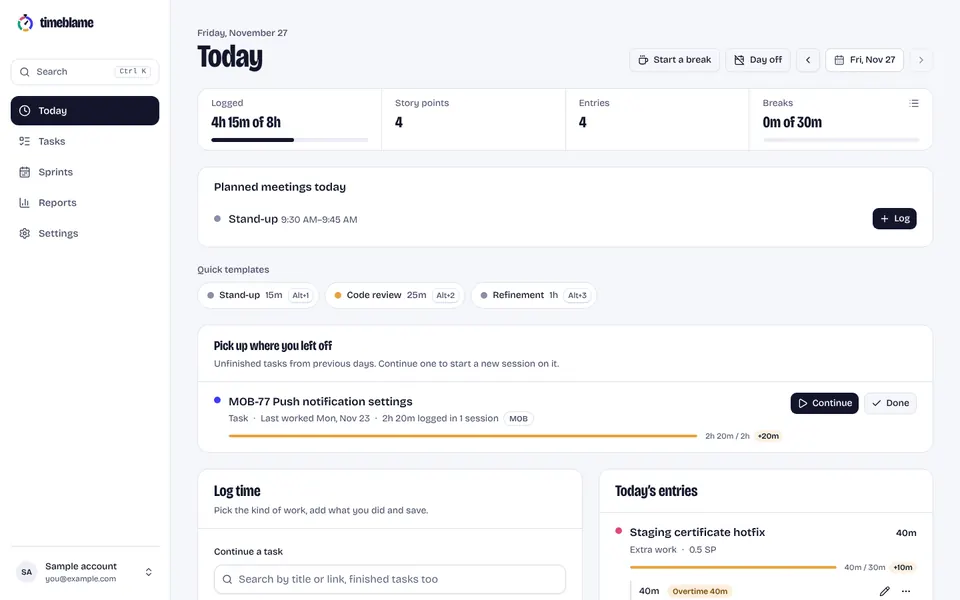 timeblame
Search Ctrl K
Today
Tasks
Sprints
Reports
Settings
SA
Sample account
you@example.com
Friday, November 27
Today
Start a break
Day off
Fri, Nov 27
Logged
4h 15m of 8h
Story points
4
Entries
4
Breaks
0m of 30m
Planned meetings today
Stand-up 9:30 AM–9:45 AM
+ Log
Quick templates
Stand-up 15m Alt+1
Code review 25m Alt+2
Refinement 1h Alt+3
Pick up where you left off
Unfinished tasks from previous days. Continue one to start a new session on it.
MOB-77 Push notification settings
Task · Last worked Mon, Nov 23 · 2h 20m logged in 1 session MOB
2h 20m / 2h +20m
Continue
Done
Log time
Pick the kind of work, add what you did and save.
Continue a task
Search by title or link, finished tasks too
Today's entries
Staging certificate hotfix 40m
Extra work · 0.5 SP
40m / 30m +10m
40m Overtime 40m